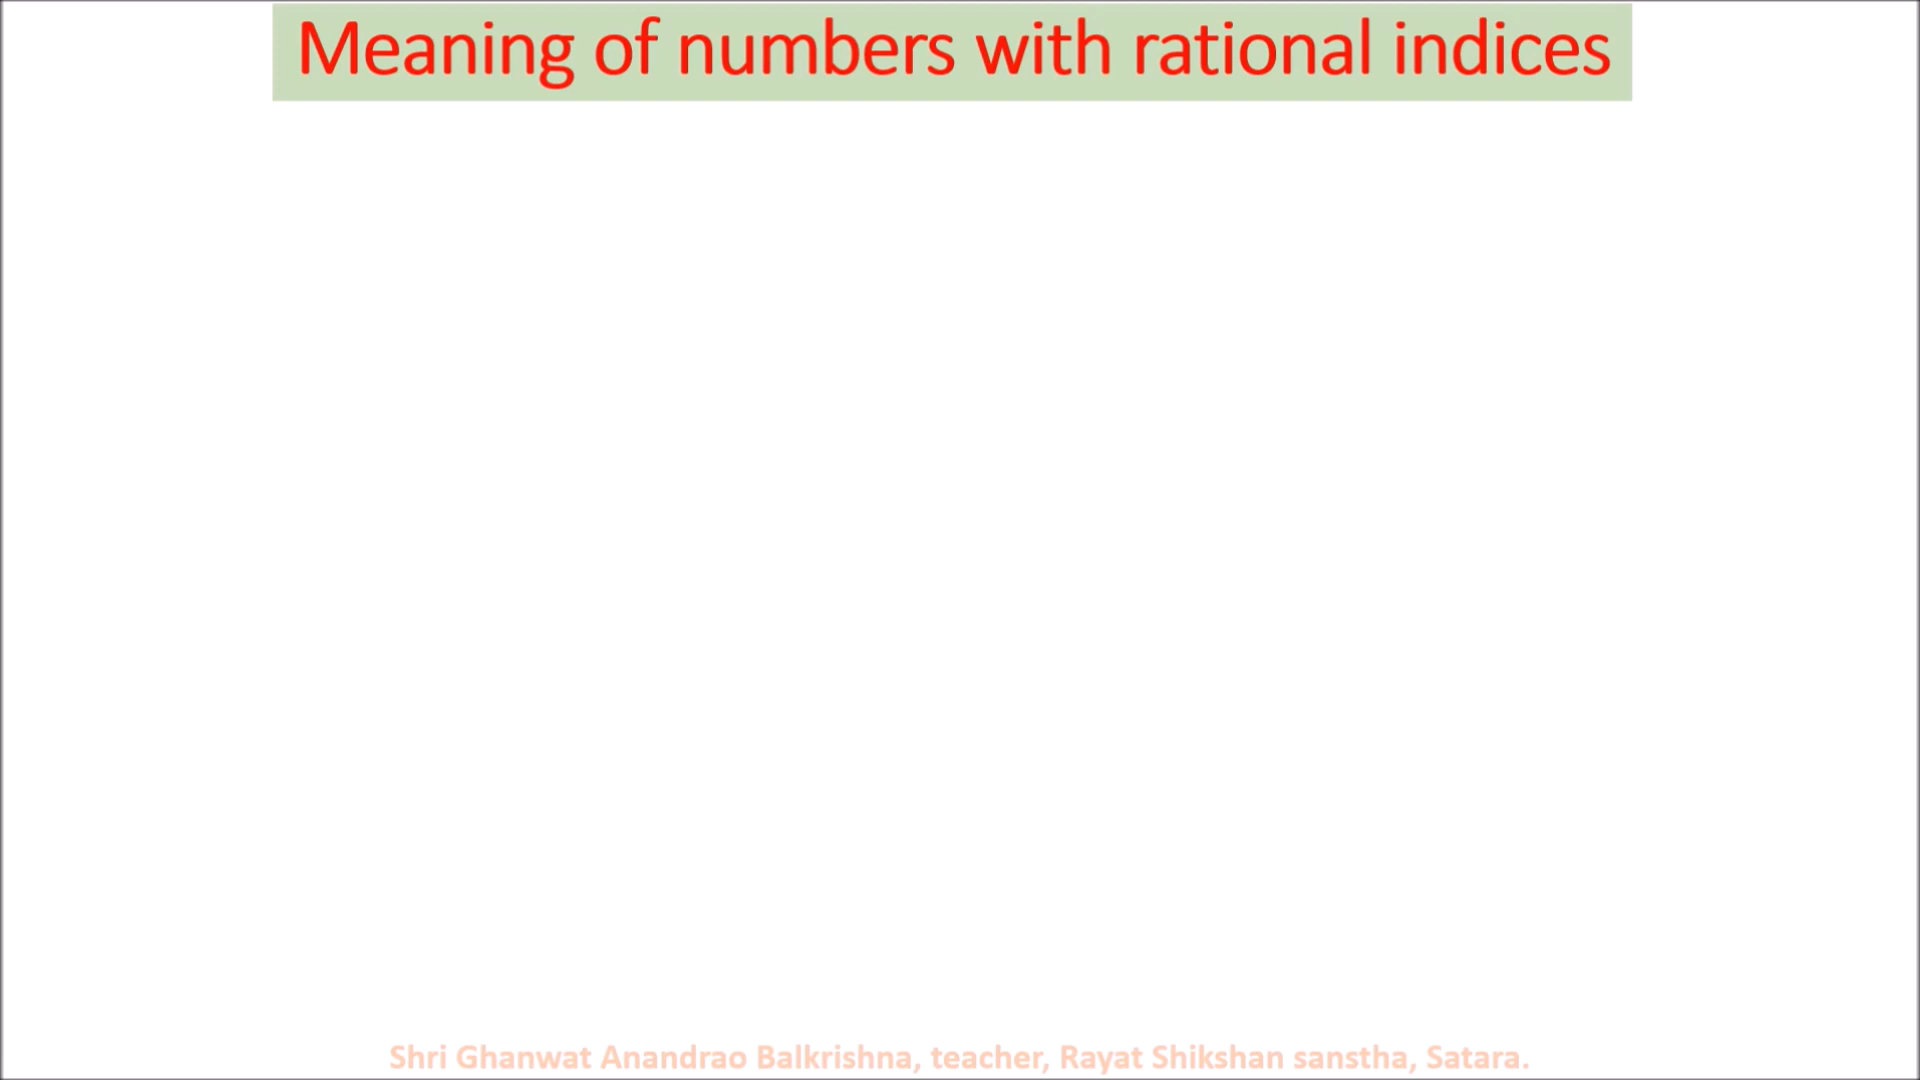 Meaning of numbers with rational indices
Shri Ghanwat Anandrao Balkrishna, teacher, Rayat Shikshan sanstha, Satara.